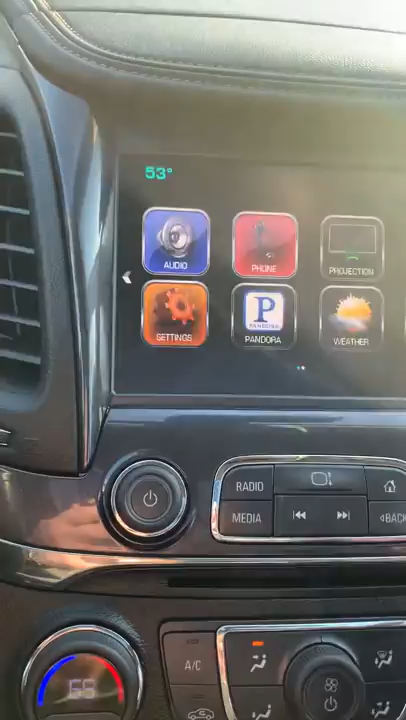 53°
AUDIO PHONE PROJECTION
P
PANDORA
SETTINGS PANDORA WEATHER
RADIO
MEDIA BACK
A/C